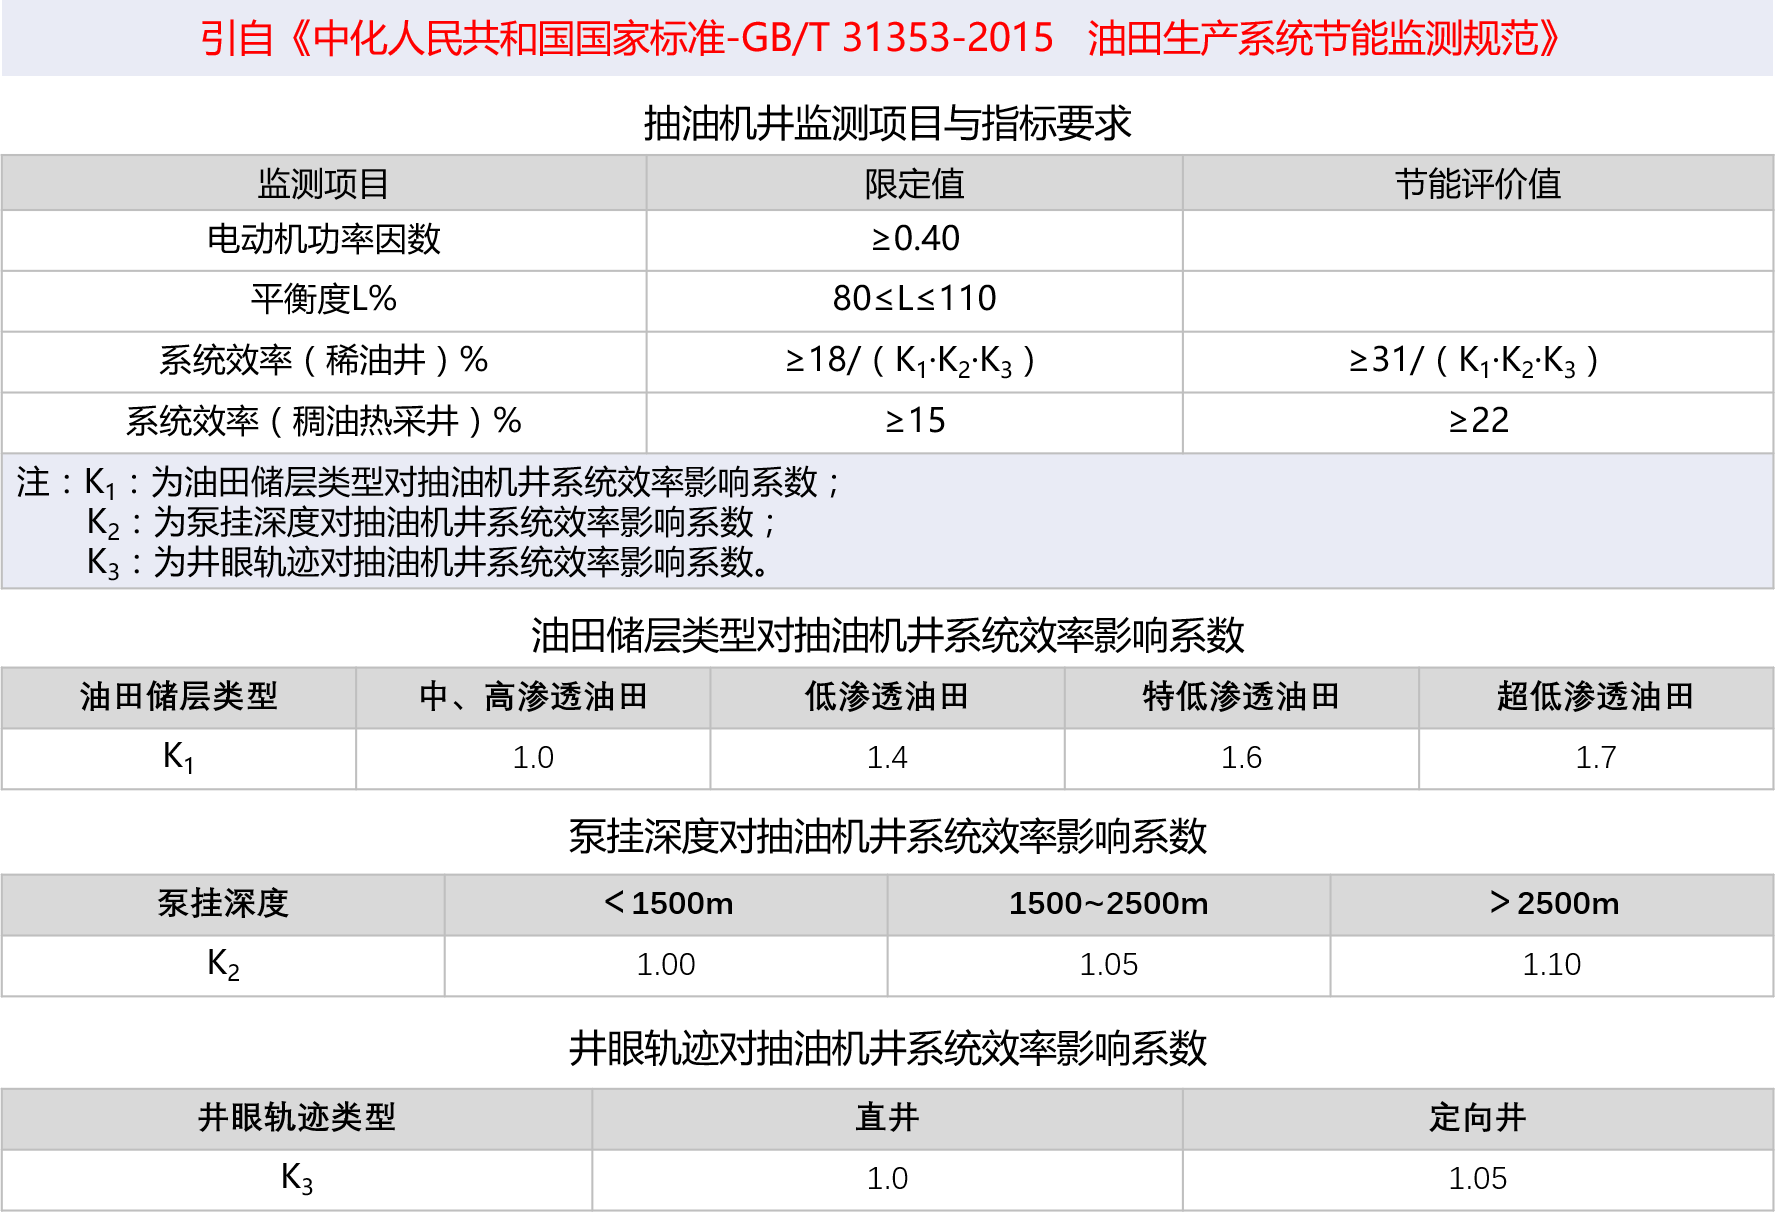 引自《中化人民共和国国家标准-GB/T 31353-2015 油田生产系统节能监测规范》
抽油机井监测项目与指标要求
监测项目 限定值 节能评价值
电动机功率因数 ≥0.40
平衡度L% 80≤L≤110
系统效率（稀油井）% ≥18/（K₁·K₂·K₃） ≥31/（K₁·K₂·K₃）
系统效率（稠油热采井）% ≥15 ≥22
注：K₁：为油田储层类型对抽油机井系统效率影响系数；
K₂：为泵挂深度对抽油机井系统效率影响系数；
K₃：为井眼轨迹对抽油机井系统效率影响系数。
油田储层类型对抽油机井系统效率影响系数
油田储层类型 中、高渗透油田 低渗透油田 特低渗透油田 超低渗透油田
K₁ 1.0 1.4 1.6 1.7
泵挂深度对抽油机井系统效率影响系数
泵挂深度 ＜1500m 1500~2500m ＞2500m
K₂ 1.00 1.05 1.10
井眼轨迹对抽油机井系统效率影响系数
井眼轨迹类型 直井 定向井
K₃ 1.0 1.05